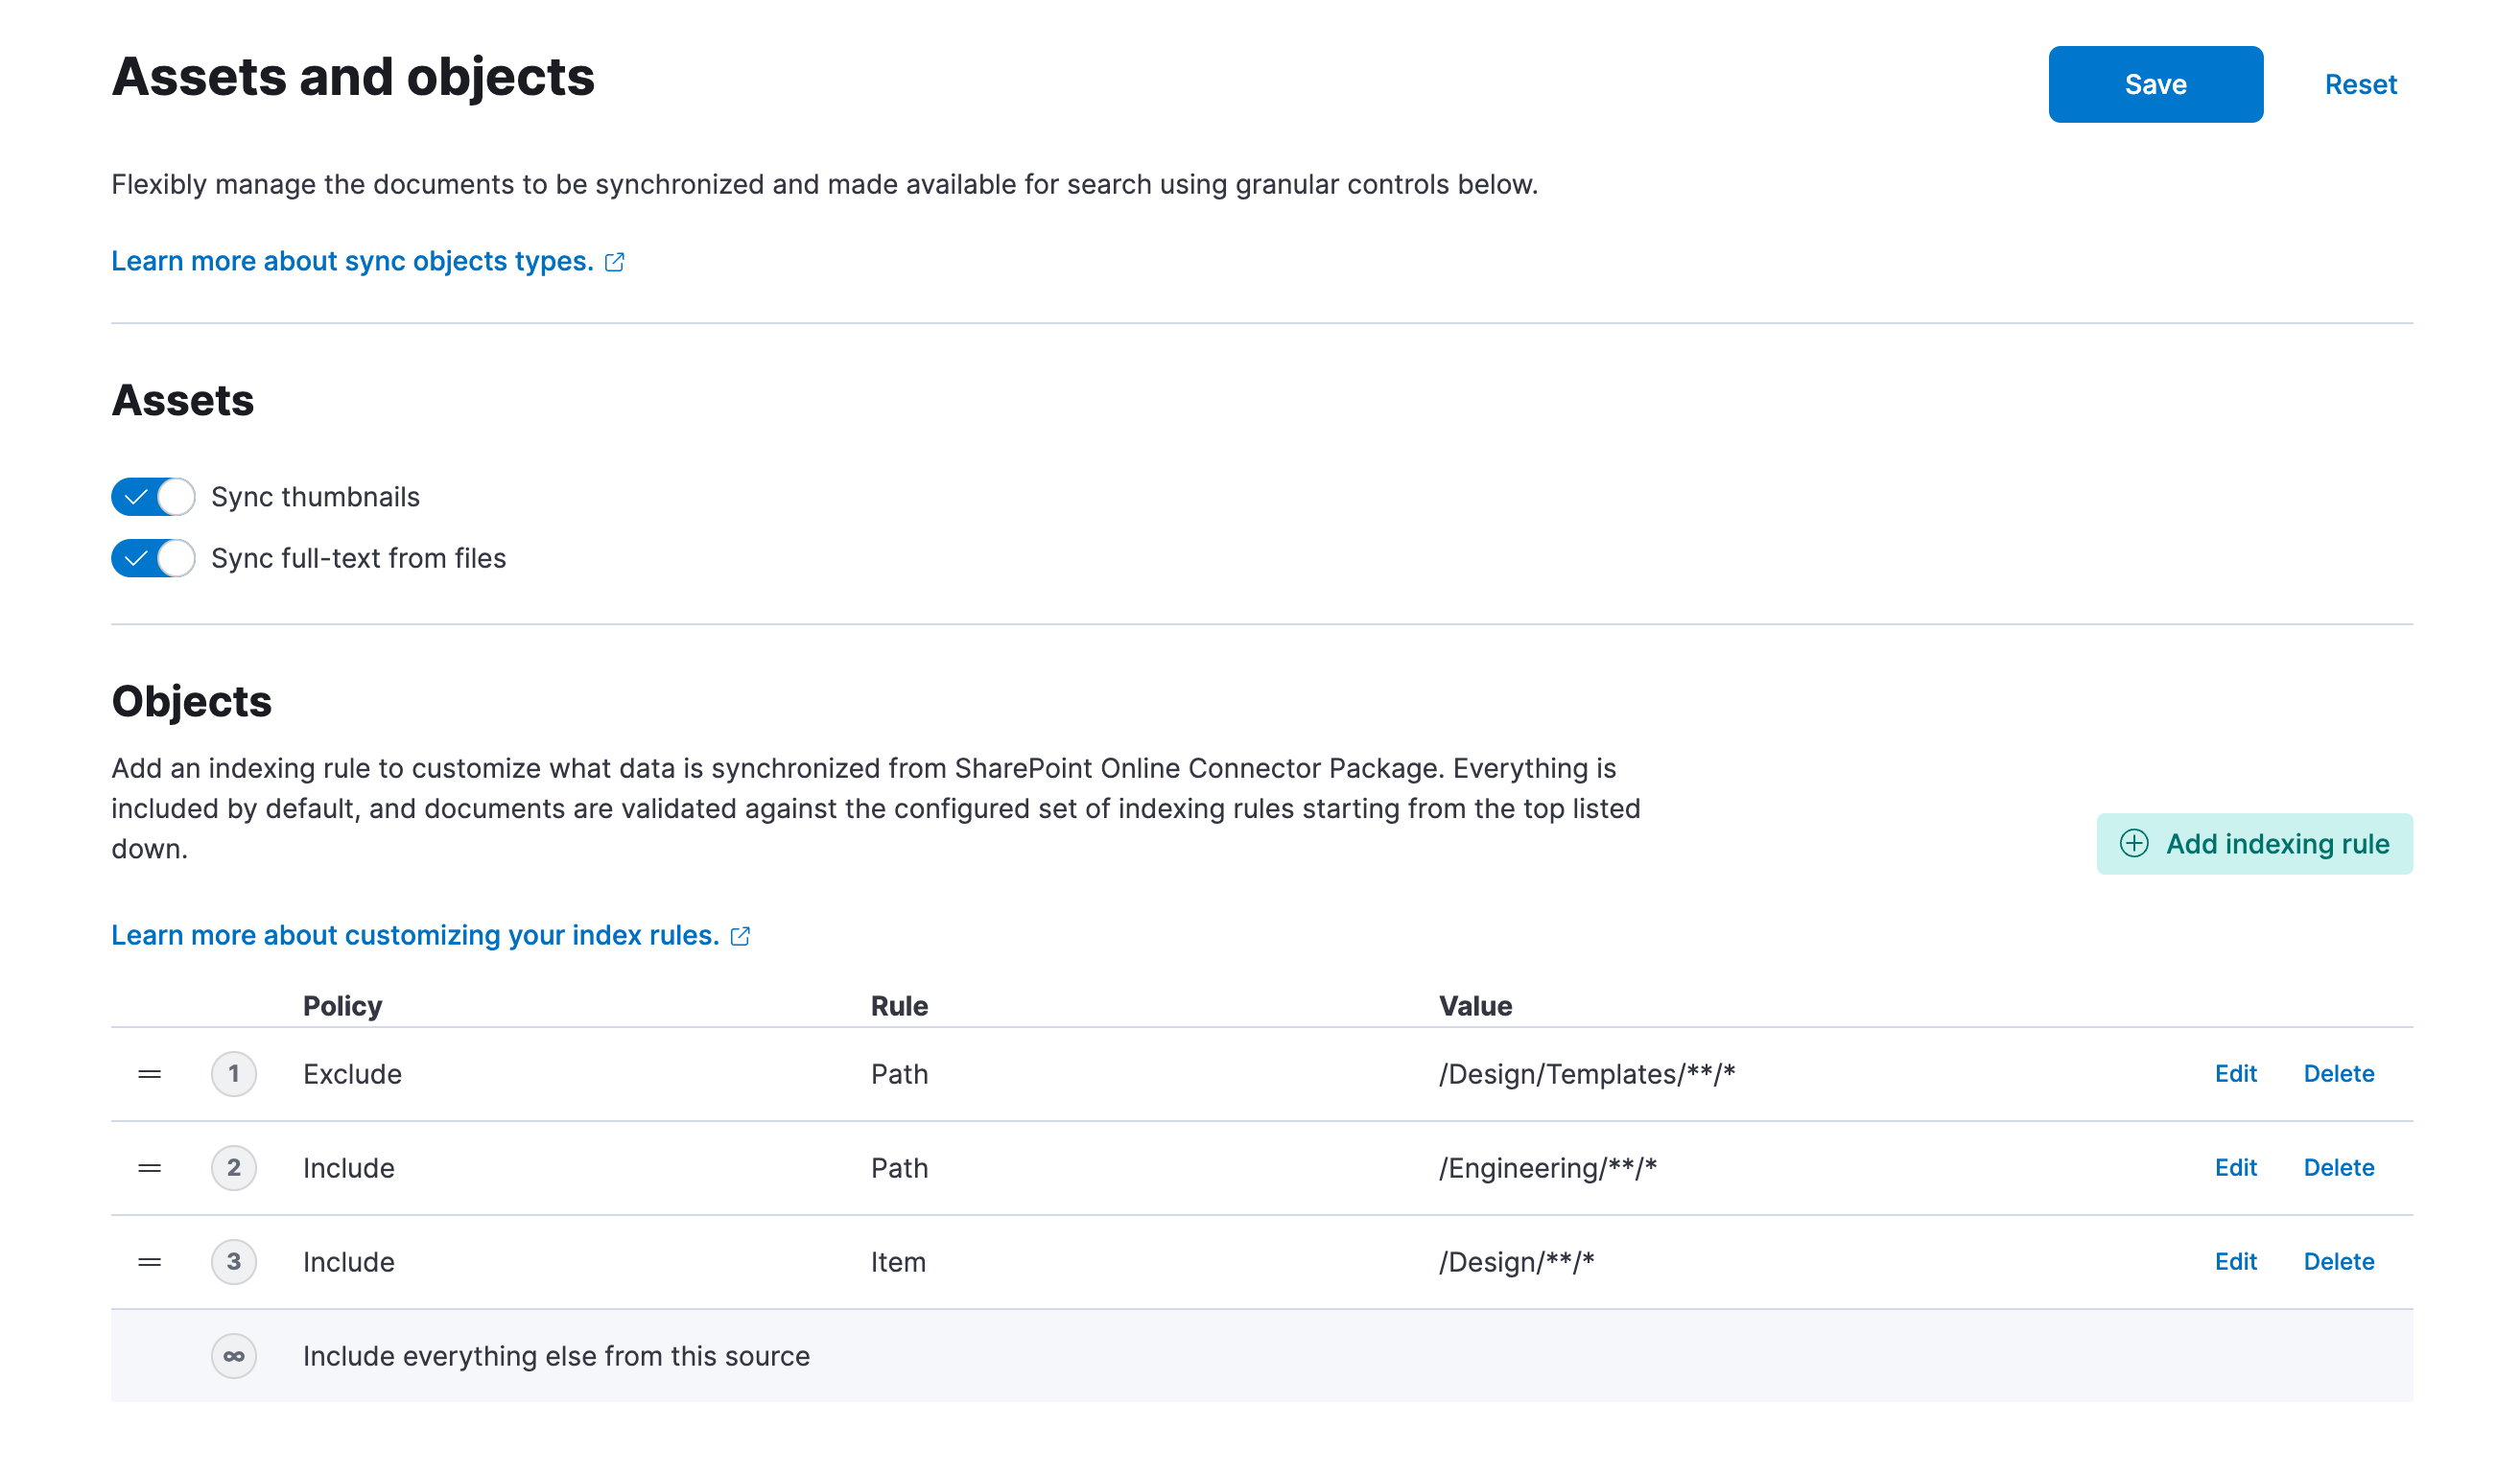 Assets and objects
Save
Reset
Flexibly manage the documents to be synchronized and made available for search using granular controls below.
Learn more about sync objects types.
Assets
Sync thumbnails
Sync full-text from files
Objects
Add an indexing rule to customize what data is synchronized from SharePoint Online Connector Package. Everything is
included by default, and documents are validated against the configured set of indexing rules starting from the top listed
down.
Add indexing rule
Learn more about customizing your index rules.
Policy Rule Value
1 Exclude Path /Design/Templates/**/* Edit Delete
2 Include Path /Engineering/**/* Edit Delete
3 Include Item /Design/**/* Edit Delete
∞ Include everything else from this source